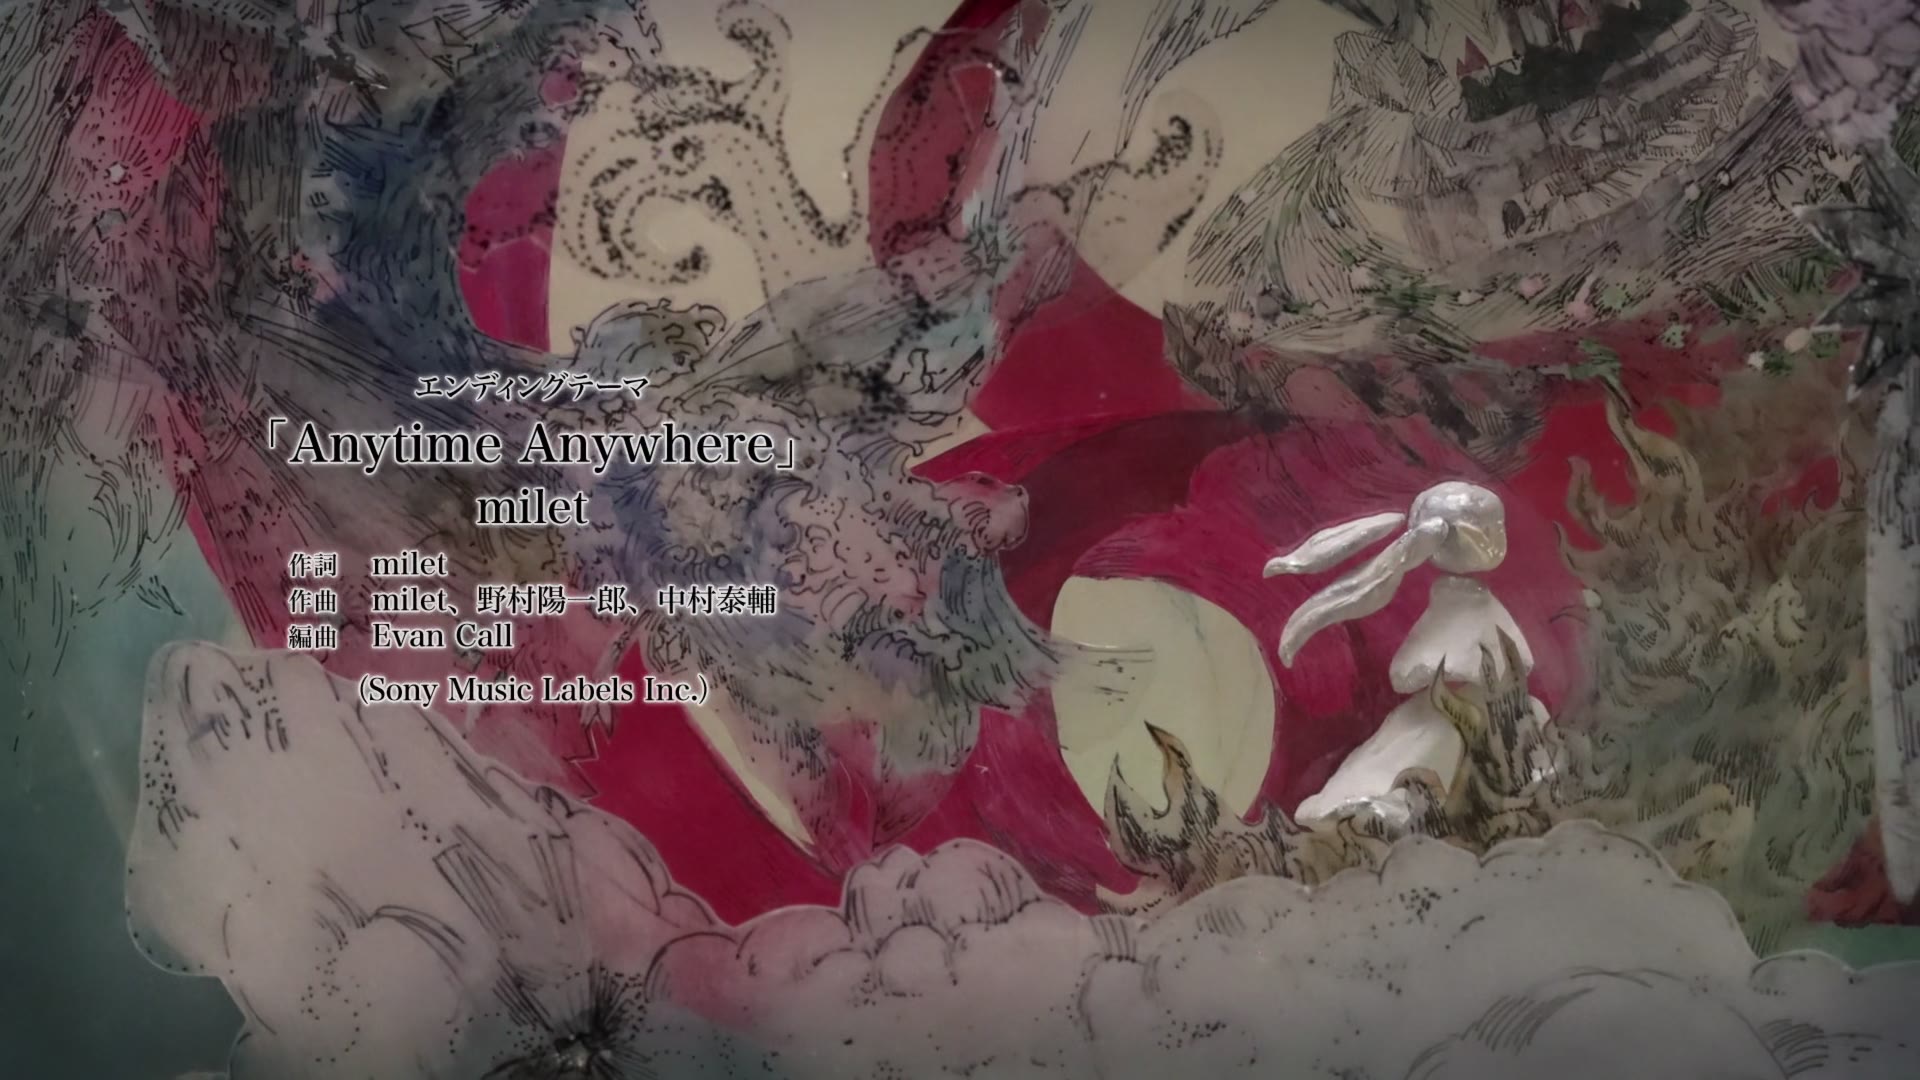 エンディングテーマ
「Anytime Anywhere」
milet
作詞 milet
作曲 milet、野村陽一郎、中村泰輔
編曲 Evan Call
(Sony Music Labels Inc.)